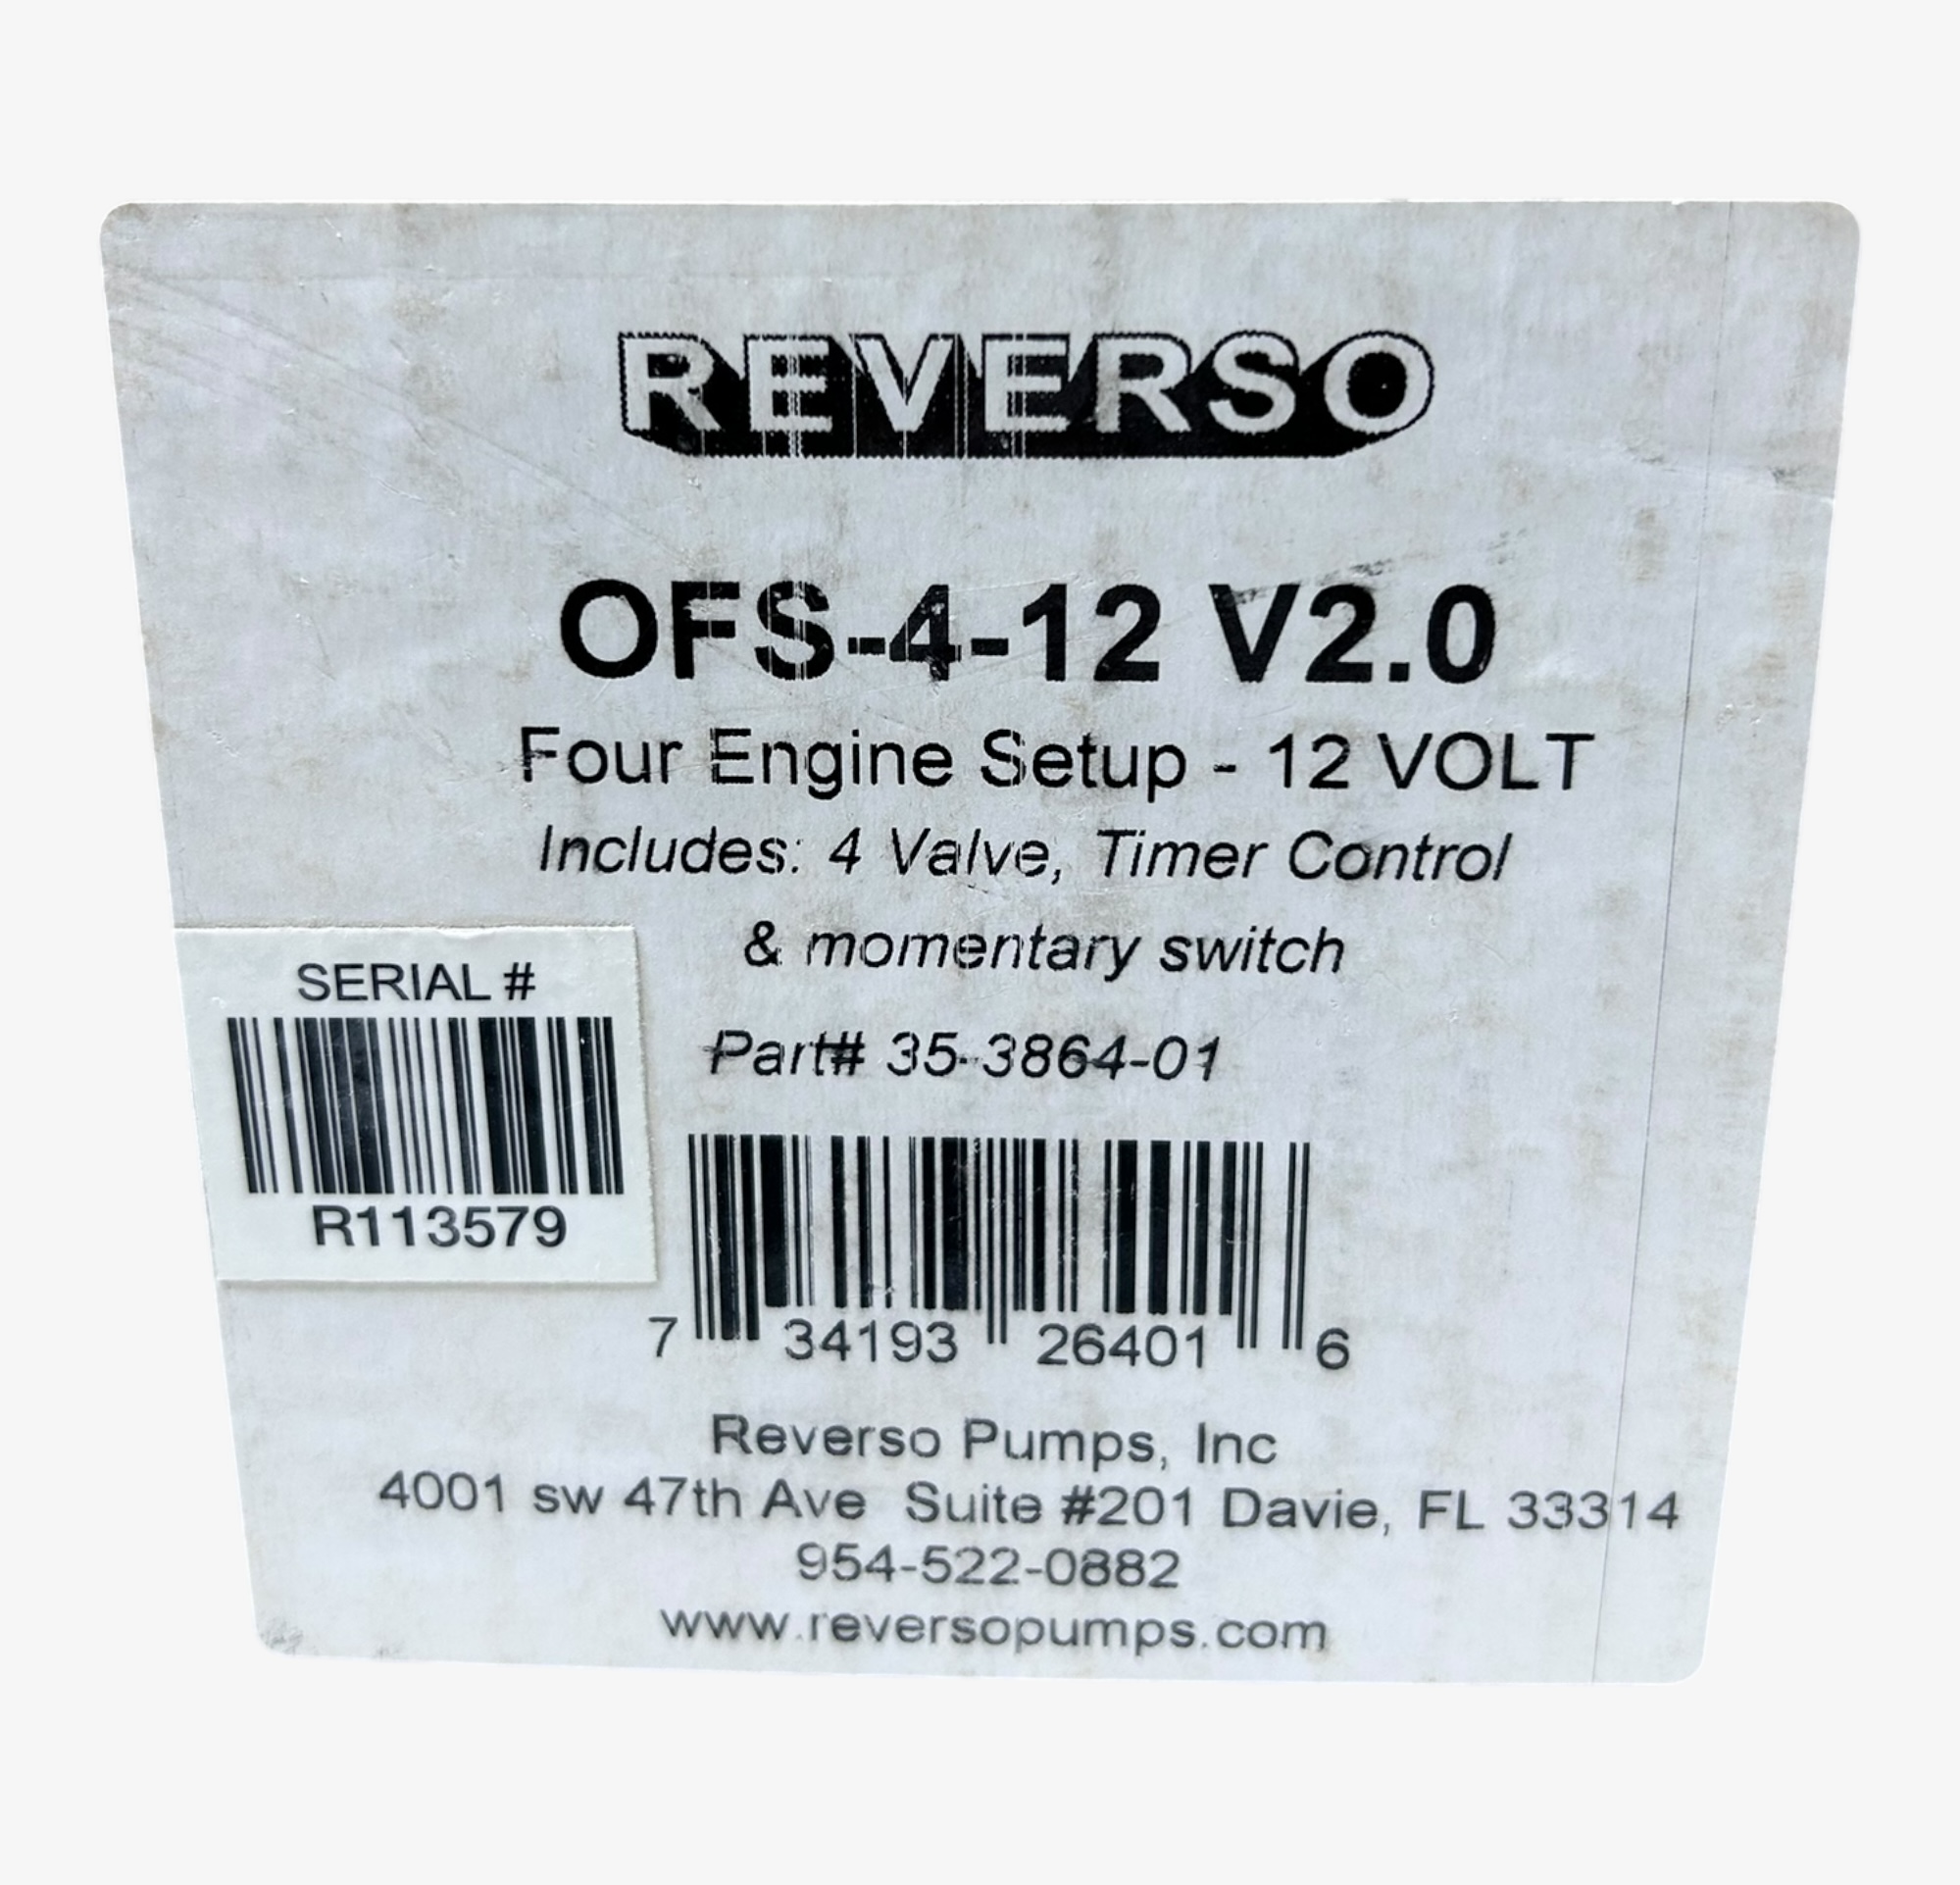 REVERSO
OFS-4-12 V2.0
Four Engine Setup - 12 VOLT
Includes: 4 Valve, Timer Control
& momentary switch
SERIAL #
R113579
Part# 35-3864-01
7 34193 26401 6
Reverso Pumps, Inc
4001 sw 47th Ave Suite #201 Davie, FL 33314
954-522-0882
www.reversopumps.com